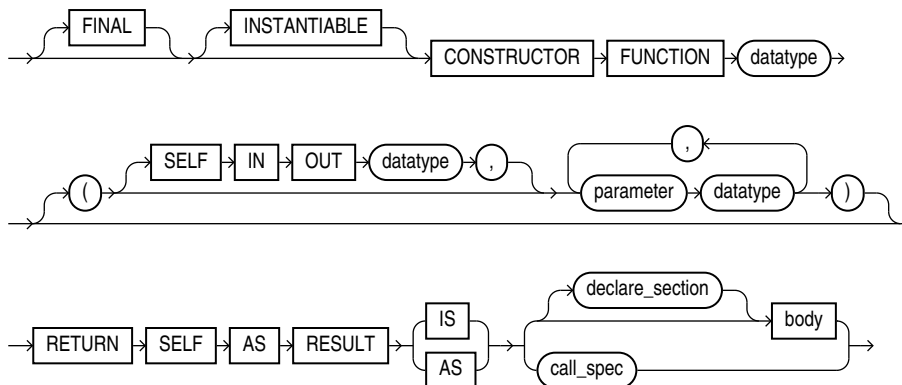 FINAL INSTANTIABLE
CONSTRUCTOR FUNCTION datatype
,
SELF IN OUT datatype ,
( parameter datatype )
IS declare_section
RETURN SELF AS RESULT body
AS call_spec